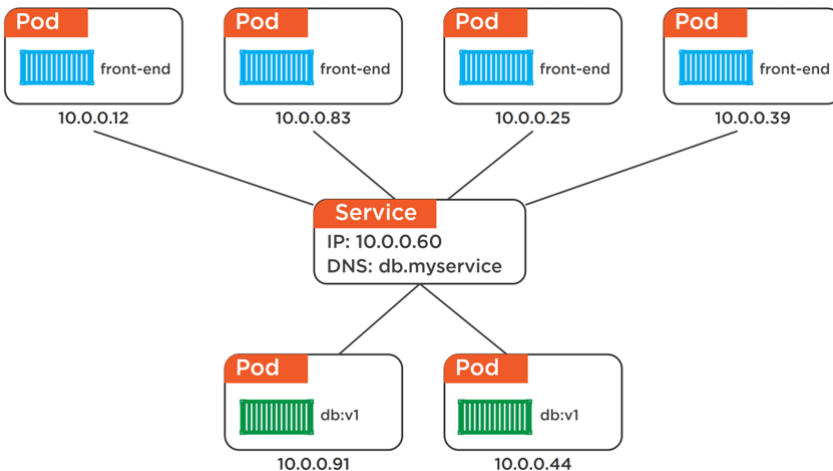 Pod
front-end
10.0.0.12
Pod
front-end
10.0.0.83
Pod
front-end
10.0.0.25
Pod
front-end
10.0.0.39
Service
IP: 10.0.0.60
DNS: db.myservice
Pod
db:v1
10.0.0.91
Pod
db:v1
10.0.0.44